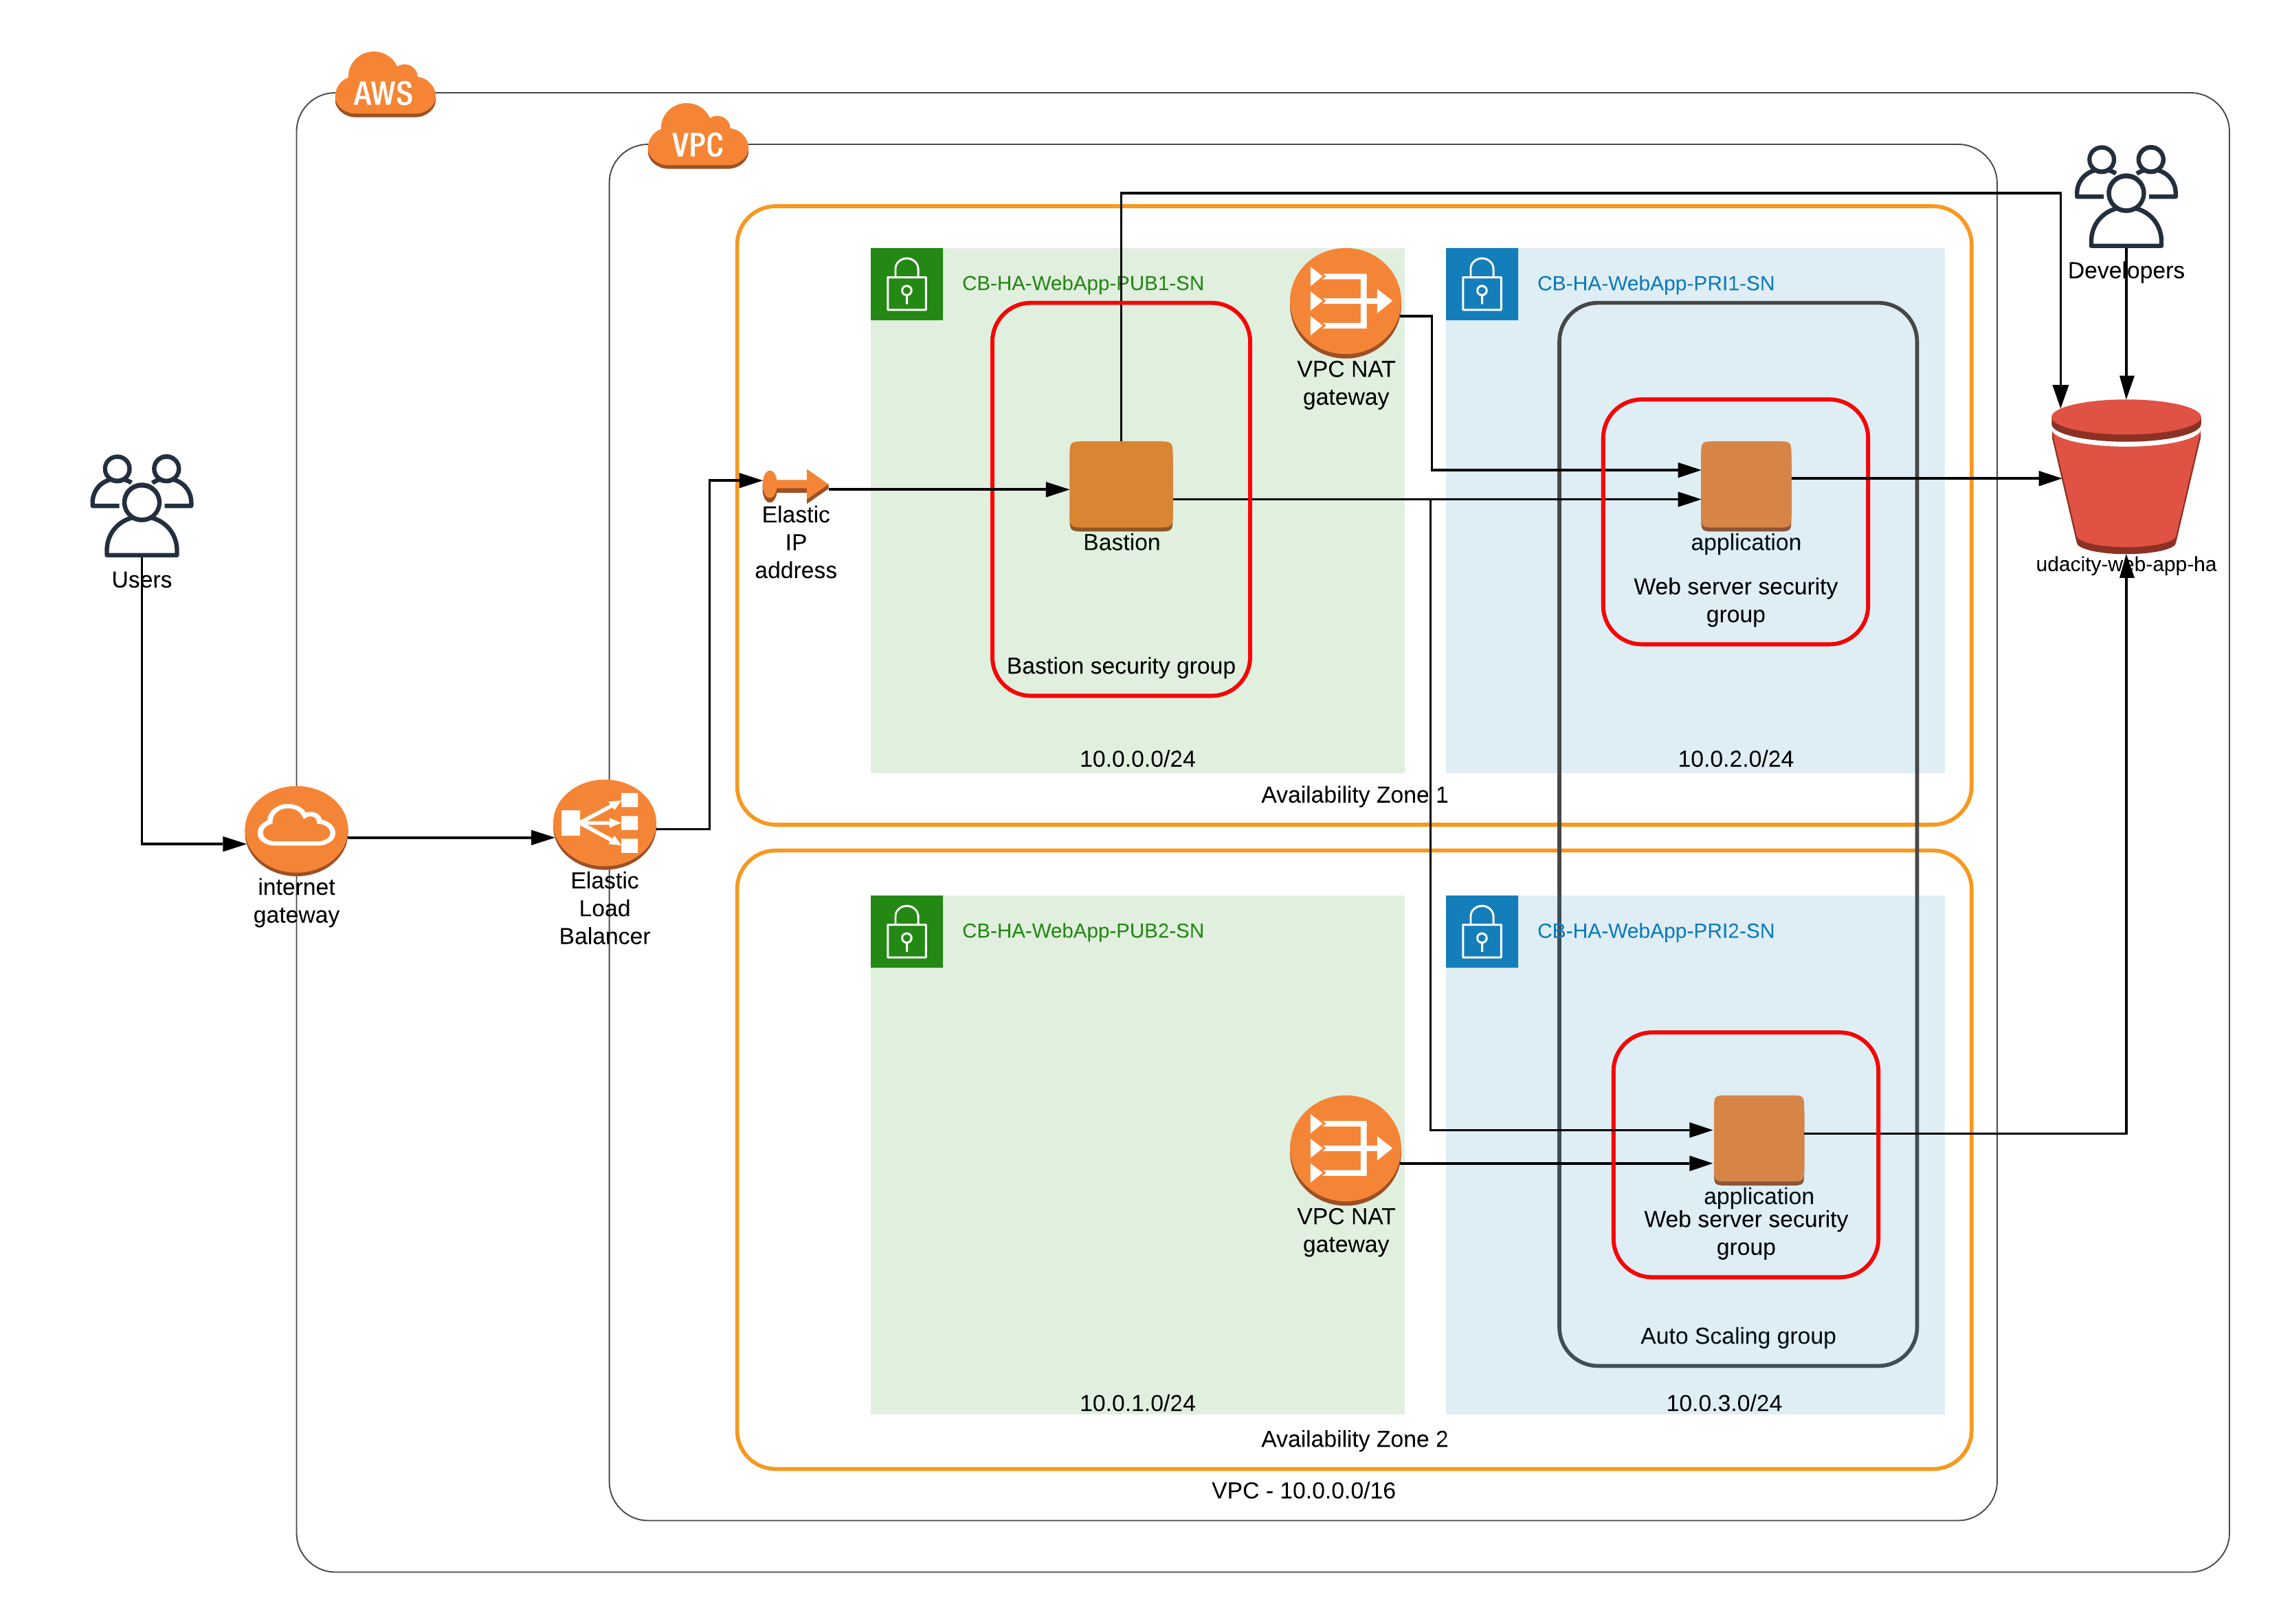 AWS
VPC
Developers
CB-HA-WebApp-PUB1-SN
CB-HA-WebApp-PRI1-SN
VPC NAT
gateway
Elastic
IP
address
Bastion
application
Web server security
group
udacity-web-app-ha
Users
Bastion security group
10.0.0.0/24
10.0.2.0/24
Availability Zone 1
internet
gateway
Elastic
Load
Balancer
CB-HA-WebApp-PUB2-SN
CB-HA-WebApp-PRI2-SN
VPC NAT
gateway
application
Web server security
group
Auto Scaling group
10.0.1.0/24
10.0.3.0/24
Availability Zone 2
VPC - 10.0.0.0/16